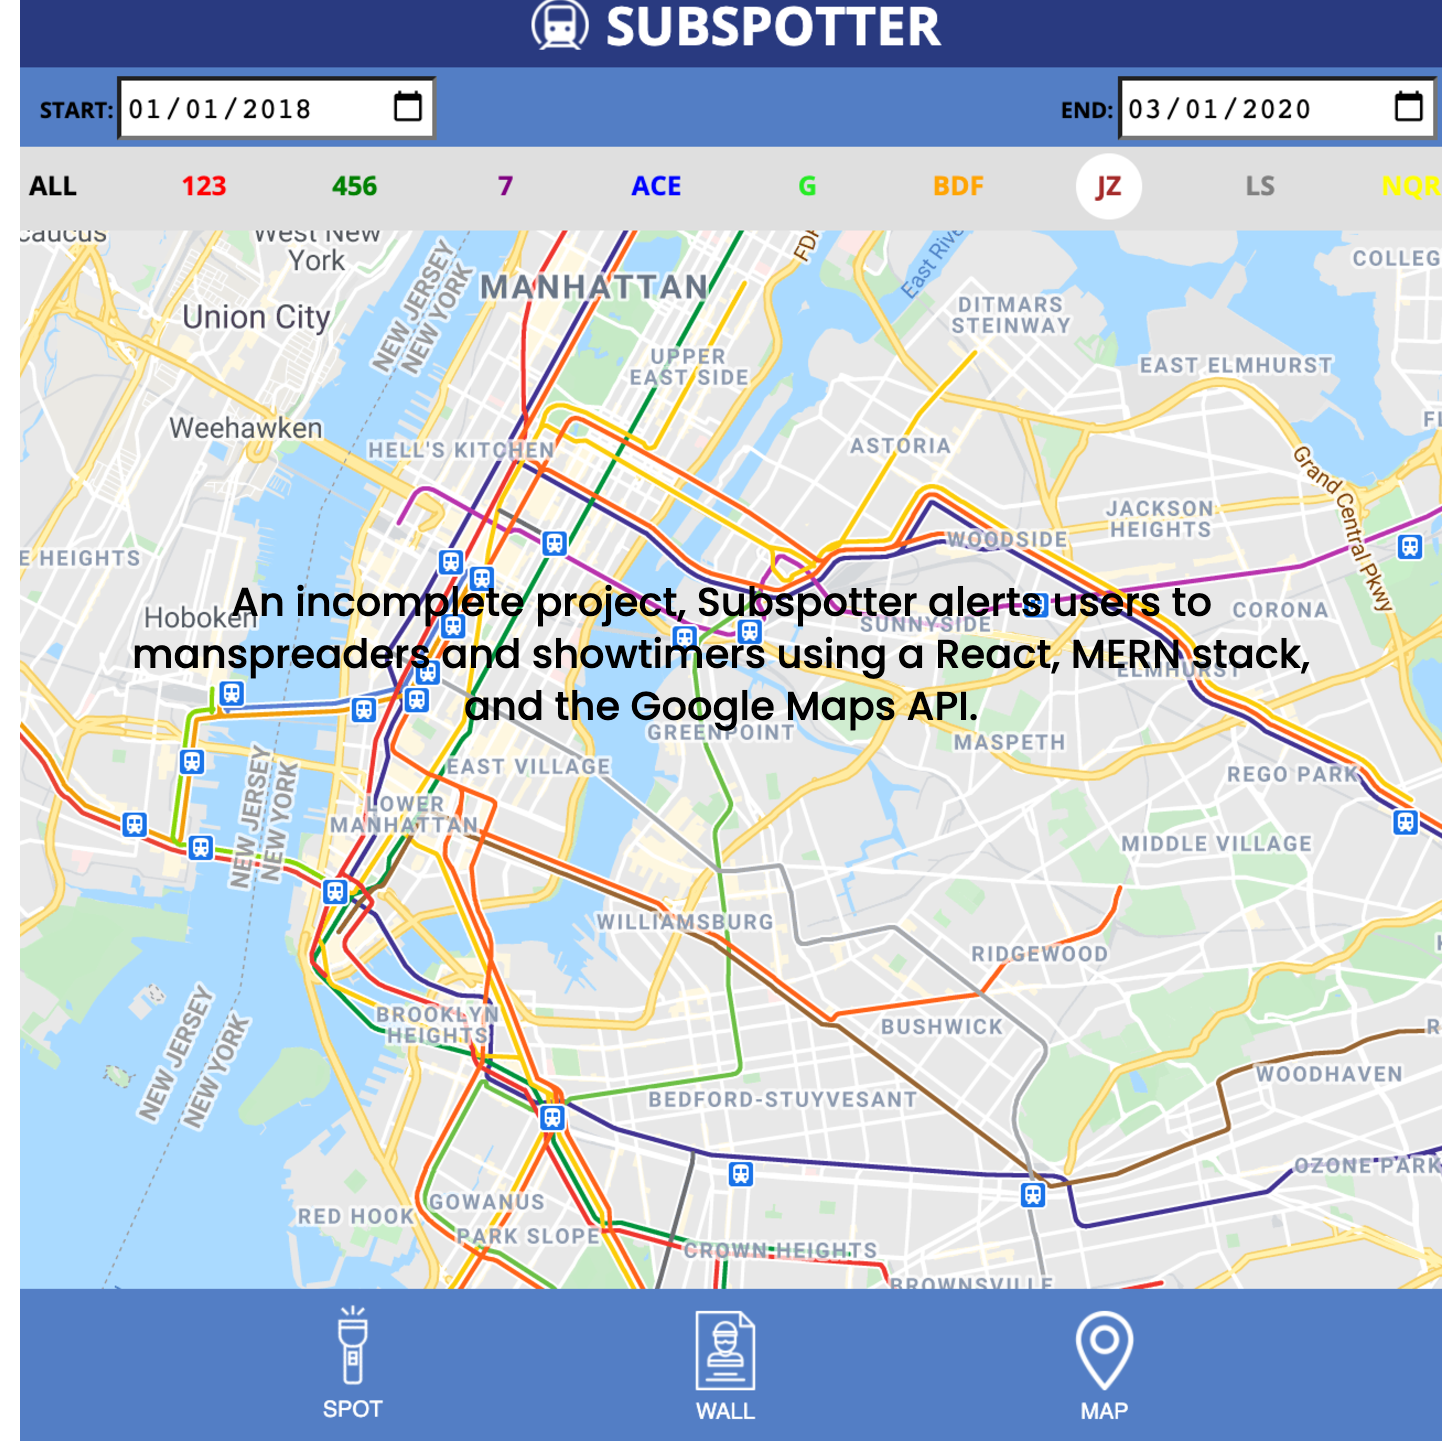 SUBSPOTTER
START: 01/01/2018
END: 03/01/2020
ALL 123 456 7 ACE G BDF JZ LS NQR
West New
York
MANHATTAN
FDR
East River
COLLEG
Union City
NEW JERSEY
NEW YORK
DITMARS
STEINWAY
UPPER
EAST SIDE
EAST ELMHURST
Weehawken
HELL'S KITCHEN
ASTORIA
Grand Central Pkwy
JACKSON
HEIGHTS
WOODSIDE
E HEIGHTS
An incomplete project, Subspotter alerts users to
manspreaders and showtimers using a React, MERN stack,
and the Google Maps API.
Hoboken
SUNNYSIDE
CORONA
ELMHURST
GREENPOINT
MASPETH
EAST VILLAGE
REGO PARK
NEW JERSEY
NEW YORK
LOWER
MANHATTAN
MIDDLE VILLAGE
WILLIAMSBURG
RIDGEWOOD
NEW JERSEY
NEW YORK
BROOKLYN
HEIGHTS
BUSHWICK
WOODHAVEN
BEDFORD-STUYVESANT
OZONE PARK
GOWANUS
RED HOOK
PARK SLOPE
CROWN HEIGHTS
BROWNSVILLE
SPOT WALL MAP